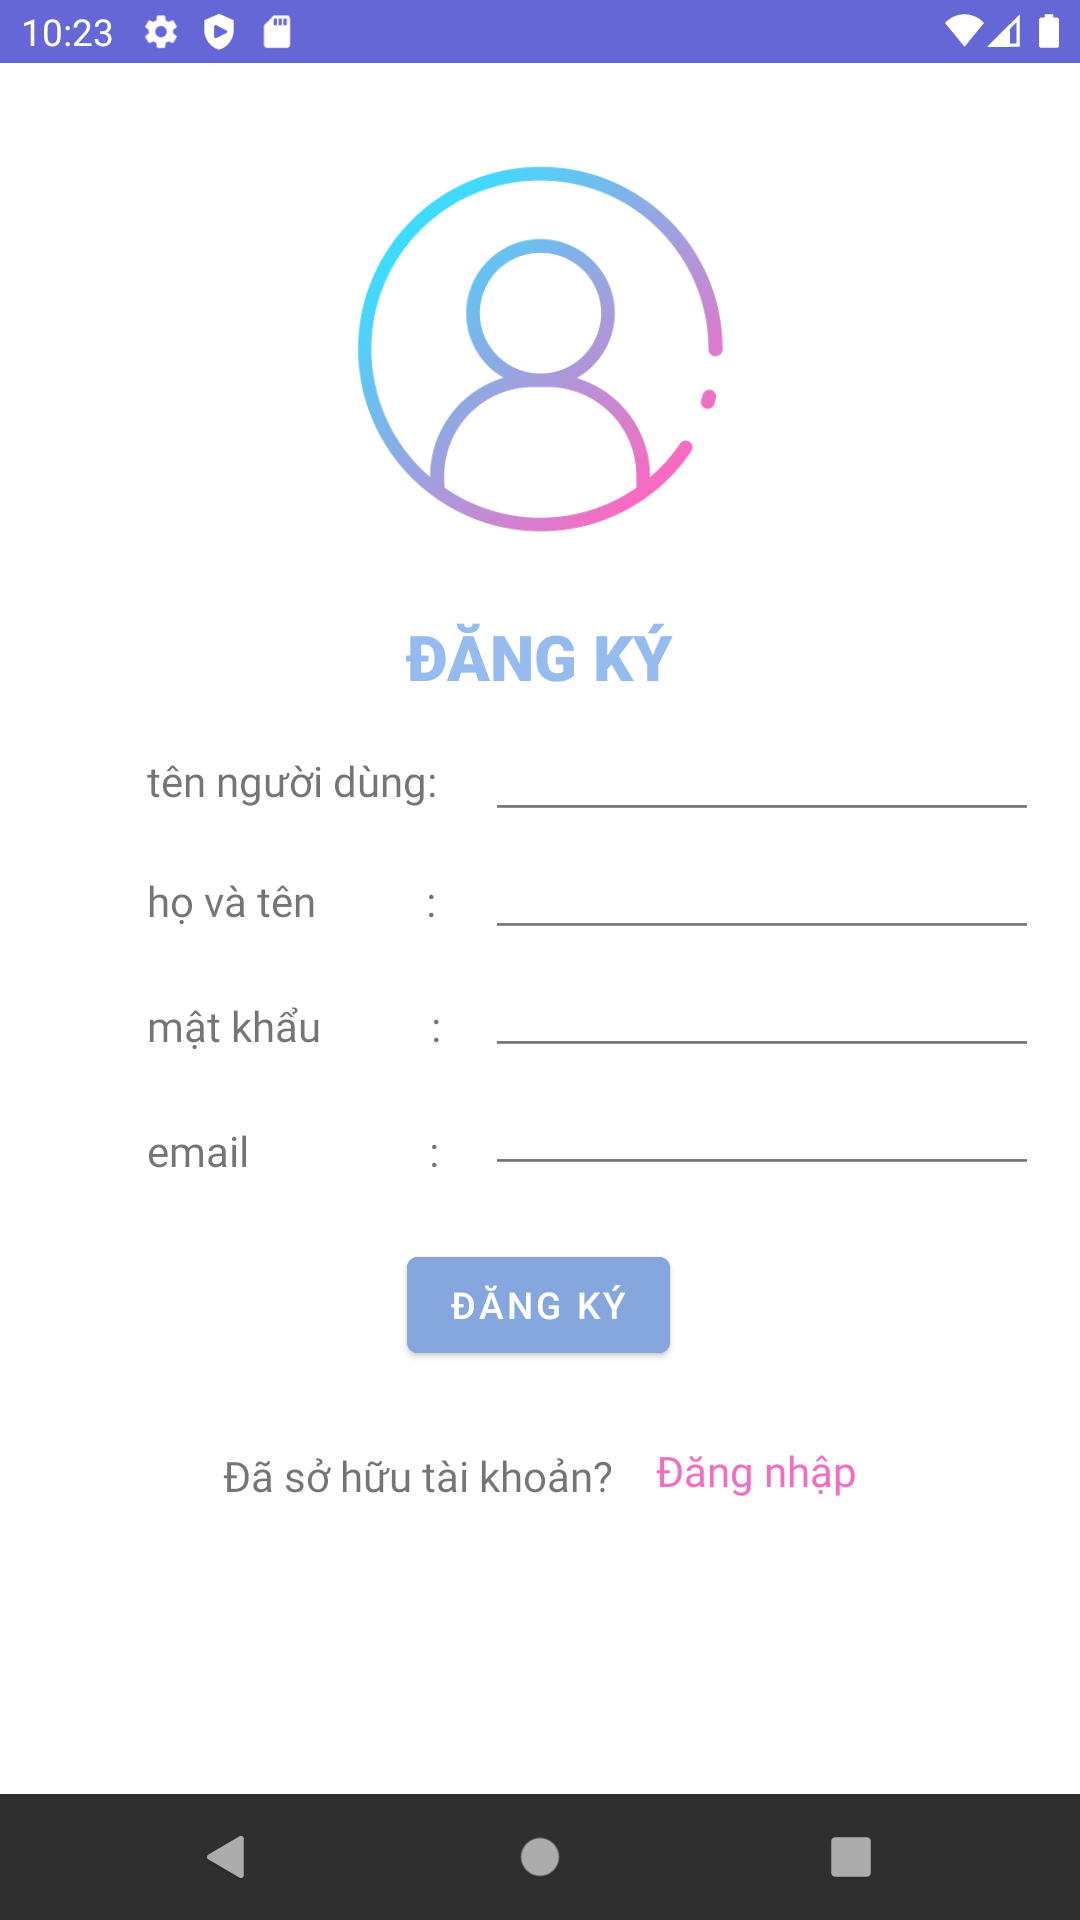 10:23
ĐĂNG KÝ
tên người dùng:
họ và tên :
mật khẩu :
email :
ĐĂNG KÝ
Đã sở hữu tài khoản? Đăng nhập